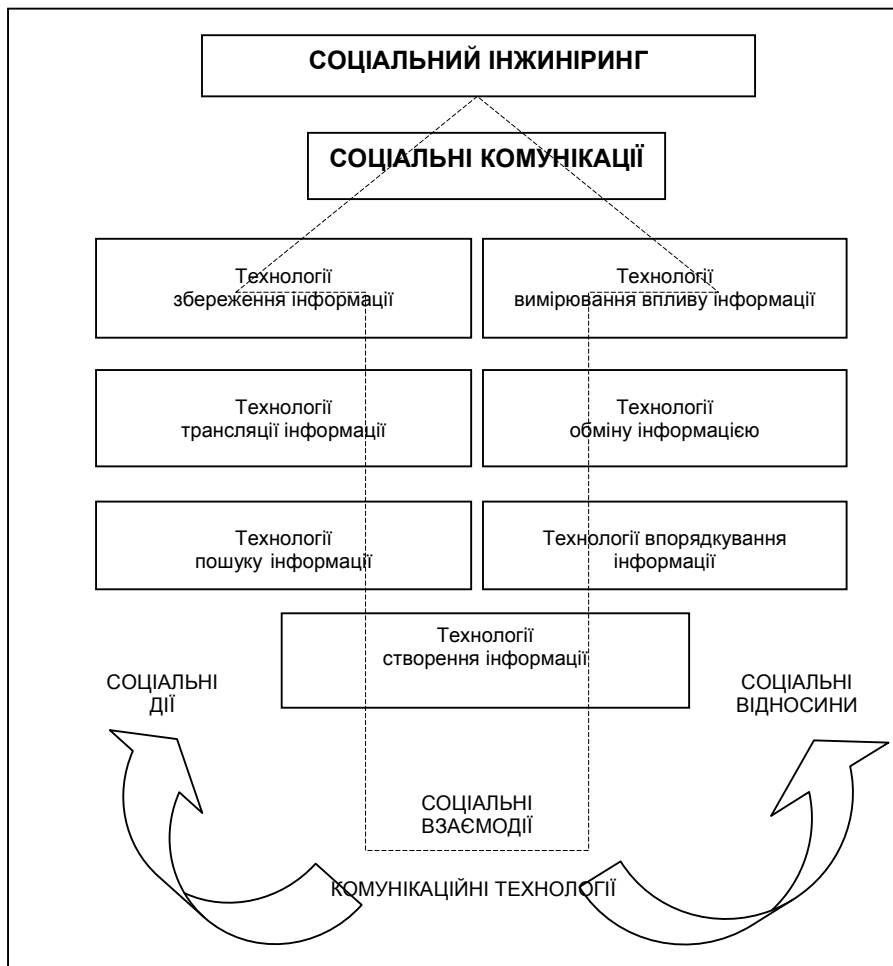 СОЦІАЛЬНИЙ ІНЖИНІРИНГ
СОЦІАЛЬНІ КОМУНІКАЦІЇ
Технології
збереження інформації
Технології
вимірювання впливу інформації
Технології
трансляції інформації
Технології
обміну інформацією
Технології
пошуку інформації
Технології впорядкування
інформації
Технології
створення інформації
СОЦІАЛЬНІ
ДІЇ
СОЦІАЛЬНІ
ВІДНОСИНИ
СОЦІАЛЬНІ
ВЗАЄМОДІЇ
КОМУНІКАЦІЙНІ ТЕХНОЛОГІЇ